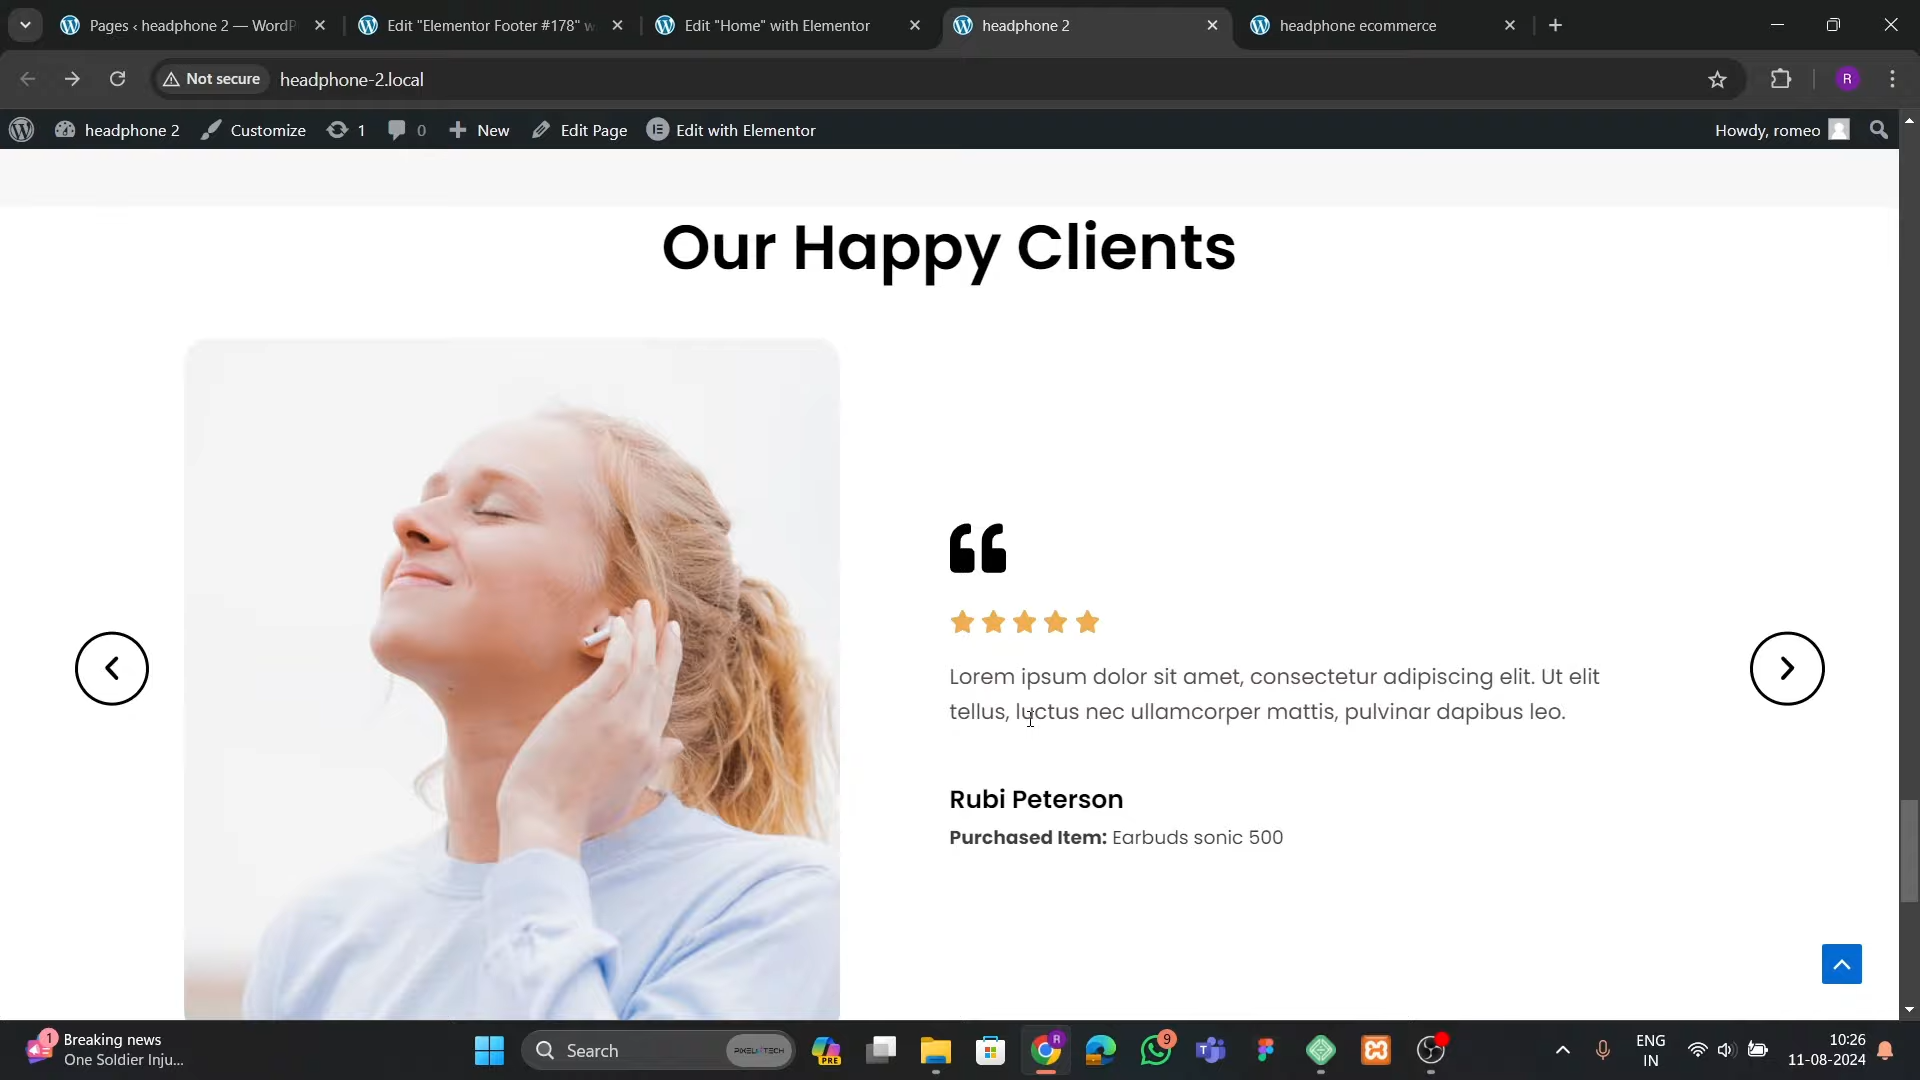 Pages ‹ headphone 2 — WordP
Edit "Elementor Footer #178" w
Edit "Home" with Elementor
headphone 2
headphone ecommerce
Not secure
headphone-2.local
R
headphone 2
Customize
1
0
New
Edit Page
Edit with Elementor
Howdy, romeo
Our Happy Clients
Lorem ipsum dolor sit amet, consectetur adipiscing elit. Ut elit
tellus, luctus nec ullamcorper mattis, pulvinar dapibus leo.
Rubi Peterson
Purchased Item: Earbuds sonic 500
1
Breaking news
One Soldier Inju...
Search
PRE
R
9
ENG
IN
10:26
11-08-2024